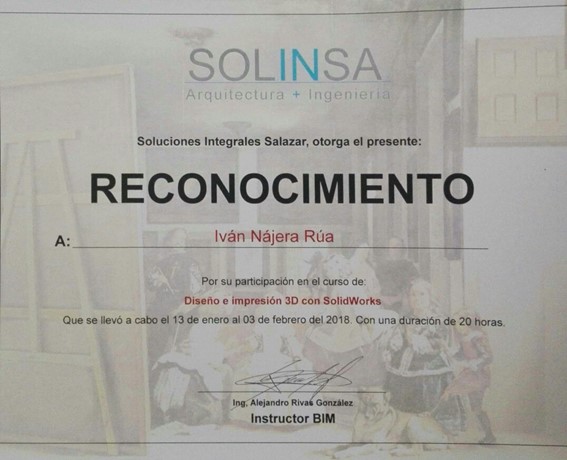 SOLINSA
Arquitectura + Ingeniería
Soluciones Integrales Salazar, otorga el presente:
RECONOCIMIENTO
A: Iván Nájera Rúa
Por su participación en el curso de:
Diseño e impresión 3D con SolidWorks
Que se llevó a cabo el 13 de enero al 03 de febrero del 2018. Con una duración de 20 horas.
Ing. Alejandro Rivas González
Instructor BIM